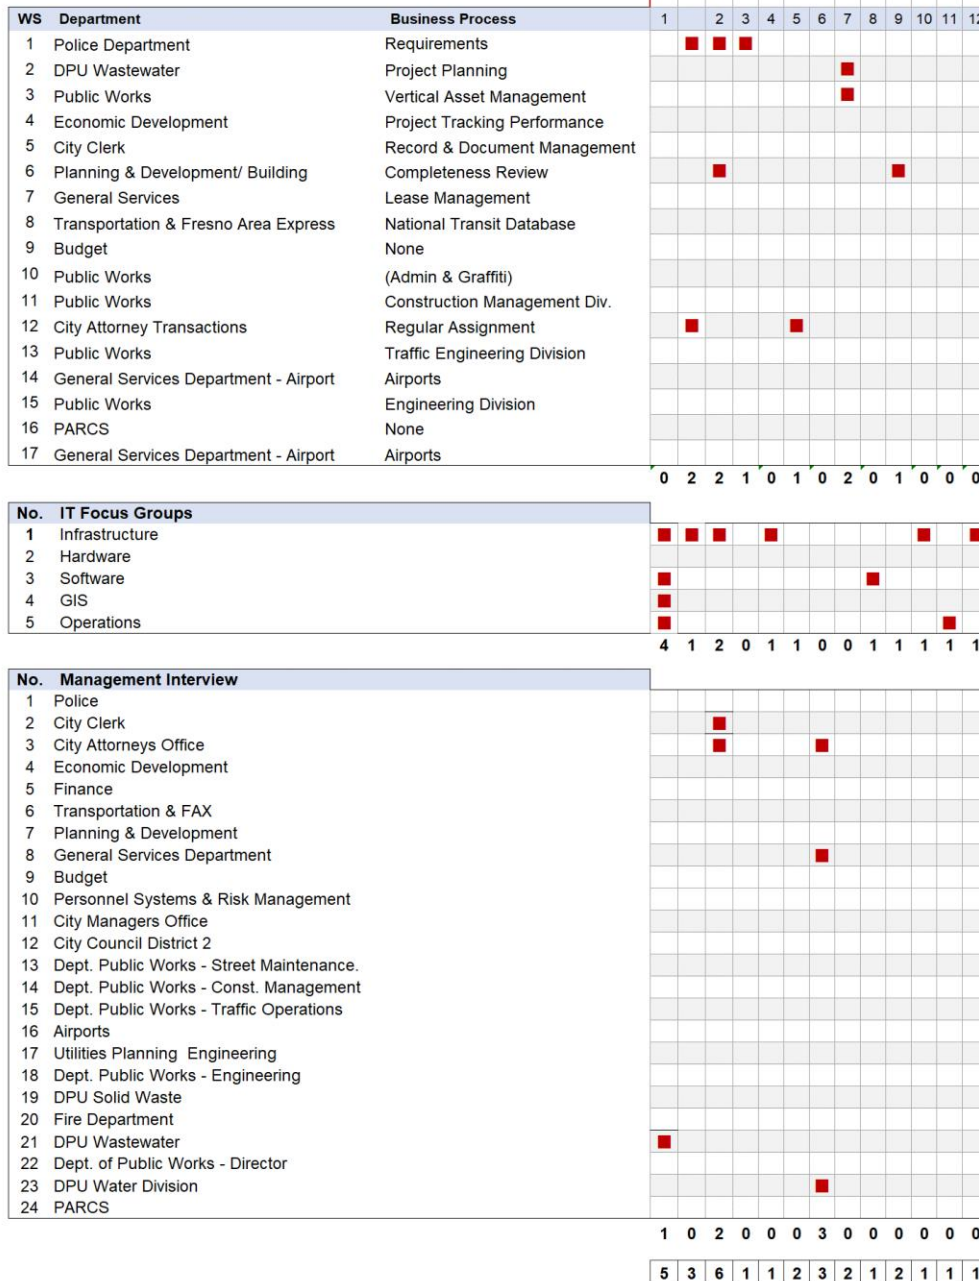 WS Department Business Process 1 2 3 4 5 6 7 8 9 10 11 12
1 Police Department Requirements
2 DPU Wastewater Project Planning
3 Public Works Vertical Asset Management
4 Economic Development Project Tracking Performance
5 City Clerk Record & Document Management
6 Planning & Development/ Building Completeness Review
7 General Services Lease Management
8 Transportation & Fresno Area Express National Transit Database
9 Budget None
10 Public Works (Admin & Graffiti)
11 Public Works Construction Management Div.
12 City Attorney Transactions Regular Assignment
13 Public Works Traffic Engineering Division
14 General Services Department - Airport Airports
15 Public Works Engineering Division
16 PARCS None
17 General Services Department - Airport Airports
0 2 2 1 0 1 0 2 0 1 0 0 0
No. IT Focus Groups
1 Infrastructure
2 Hardware
3 Software
4 GIS
5 Operations
4 1 2 0 1 1 0 0 1 1 1 1 1
No. Management Interview
1 Police
2 City Clerk
3 City Attorneys Office
4 Economic Development
5 Finance
6 Transportation & FAX
7 Planning & Development
8 General Services Department
9 Budget
10 Personnel Systems & Risk Management
11 City Managers Office
12 City Council District 2
13 Dept. Public Works - Street Maintenance.
14 Dept. Public Works - Const. Management
15 Dept. Public Works - Traffic Operations
16 Airports
17 Utilities Planning Engineering
18 Dept. Public Works - Engineering
19 DPU Solid Waste
20 Fire Department
21 DPU Wastewater
22 Dept. of Public Works - Director
23 DPU Water Division
24 PARCS
1 0 2 0 0 0 3 0 0 0 0 0 0
5 3 6 1 1 2 3 2 1 2 1 1 1